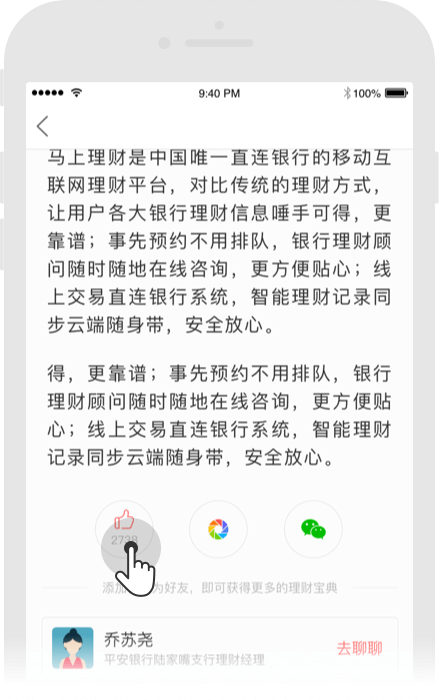 9:40 PM
100%
马上理财是中国唯一直连银行的移动互
联网理财平台，对比传统的理财方式，
让用户各大银行理财信息唾手可得，更
靠谱；事先预约不用排队，银行理财顾
问随时随地在线咨询，更方便贴心；线
上交易直连银行系统，智能理财记录同
步云端随身带，安全放心。
得，更靠谱；事先预约不用排队，银行
理财顾问随时随地在线咨询，更方便贴
心；线上交易直连银行系统，智能理财
记录同步云端随身带，安全放心。
2738
添加 为好友，即可获得更多的理财宝典
乔苏尧
去聊聊
平安银行陆家嘴支行理财经理